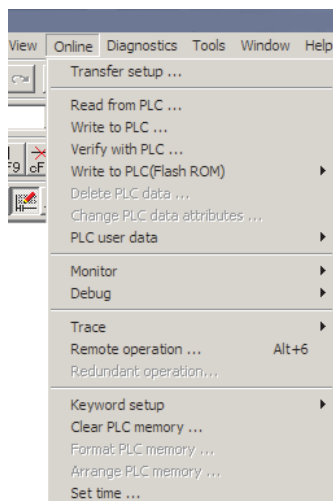 View Online Diagnostics Tools Window Help
Transfer setup ...
Read from PLC ...
Write to PLC ...
Verify with PLC ...
Write to PLC(Flash ROM)
Delete PLC data ...
Change PLC data attributes ...
PLC user data
Monitor
Debug
Trace
Remote operation ... Alt+6
Redundant operation...
Keyword setup
Clear PLC memory ...
Format PLC memory ...
Arrange PLC memory ...
Set time ...
F9 cF